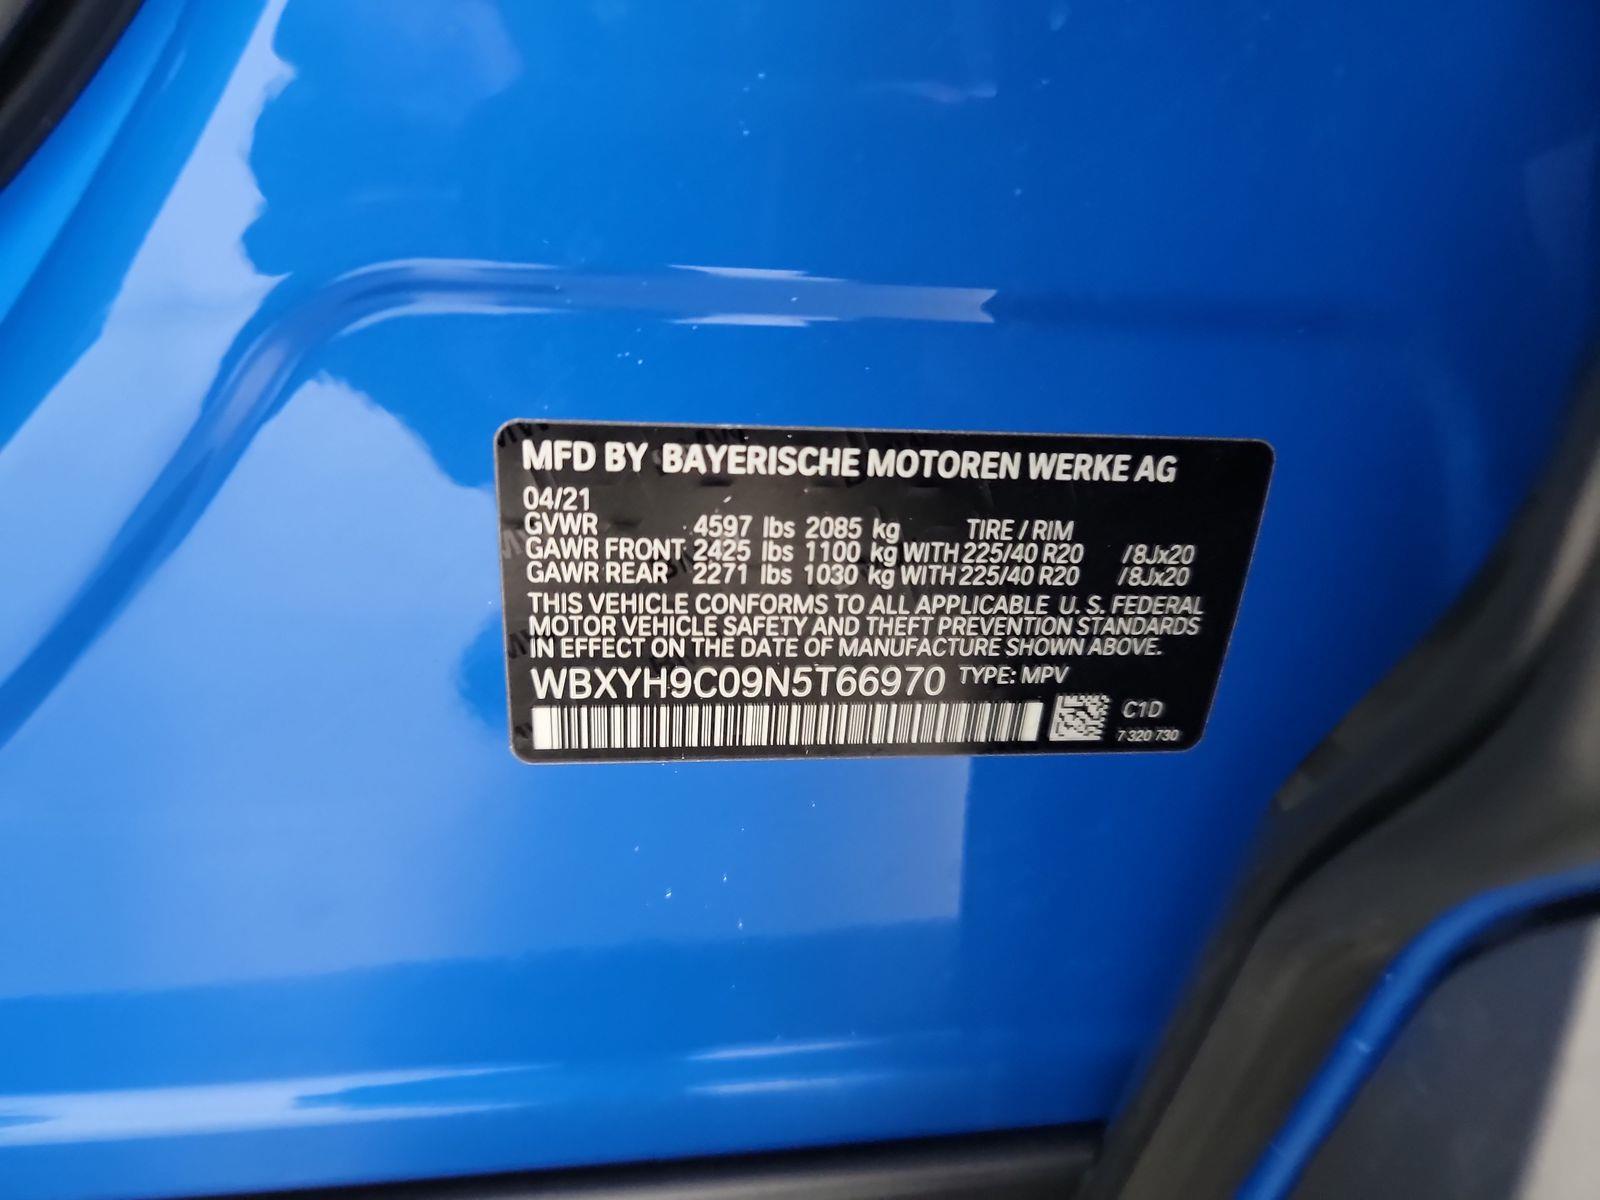 MFD BY BAYERISCHE MOTOREN WERKE AG
04/21
GVWR 4597 lbs 2085 kg TIRE / RIM
GAWR FRONT 2425 lbs 1100 kg WITH 225/40 R20 /8Jx20
GAWR REAR 2271 lbs 1030 kg WITH 225/40 R20 /8Jx20
THIS VEHICLE CONFORMS TO ALL APPLICABLE U. S. FEDERAL
MOTOR VEHICLE SAFETY AND THEFT PREVENTION STANDARDS
IN EFFECT ON THE DATE OF MANUFACTURE SHOWN ABOVE.
WBXYH9C09N5T66970 TYPE: MPV
C1D
7 320 730